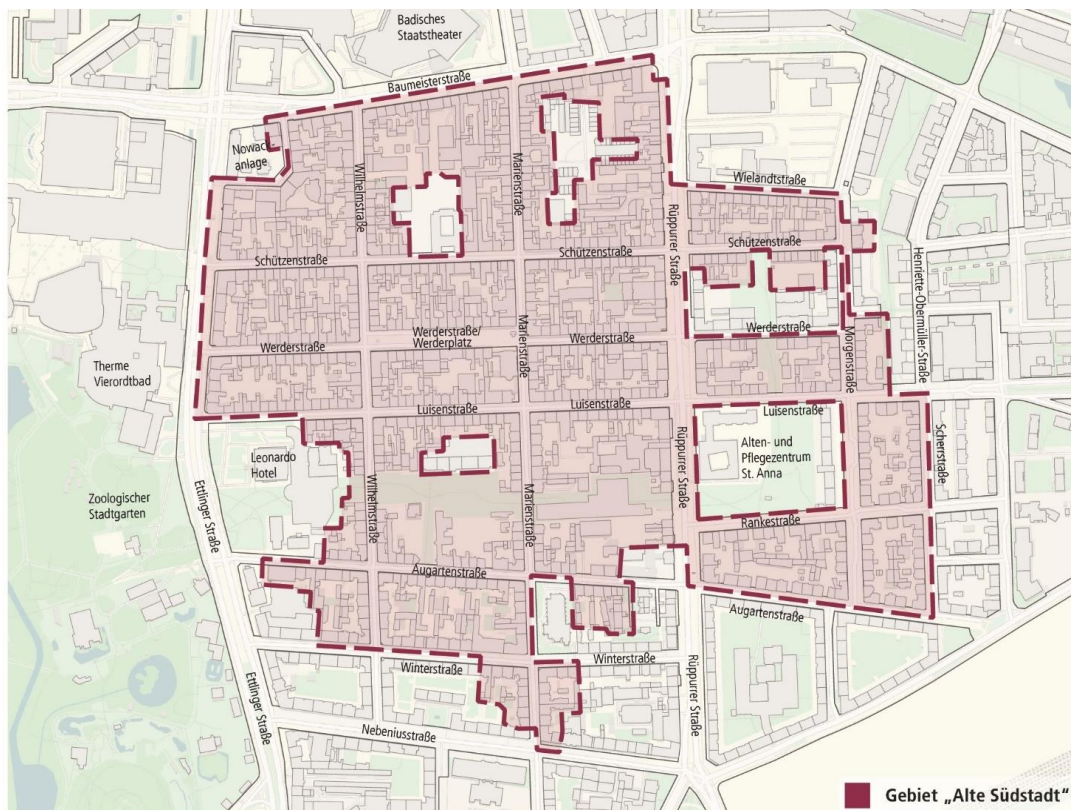 Badisches
Staatstheater
Baumeisterstraße
Nowack-
anlage
Wilhelmstraße
Marienstraße
Wielandtstraße
Rüppurrer Straße
Schützenstraße
Schützenstraße
Schützenstraße
Henriette-Obermüller-Straße
Werderstraße/
Werderplatz
Werderstraße
Werderstraße
Werderstraße
Marienstraße
Morgenstraße
Therme
Vierordtbad
Luisenstraße
Luisenstraße
Luisenstraße
Leonardo
Hotel
Alten- und
Pflegezentrum
St. Anna
Rüppurrer Straße
Scherrstraße
Zoologischer
Stadtgarten
Ettlinger Straße
Wilhelmstraße
Marienstraße
Rankestraße
Augartenstraße
Augartenstraße
Winterstraße
Winterstraße
Rüppurrer Straße
Ettlinger Straße
Nebeniusstraße
Gebiet „Alte Südstadt“